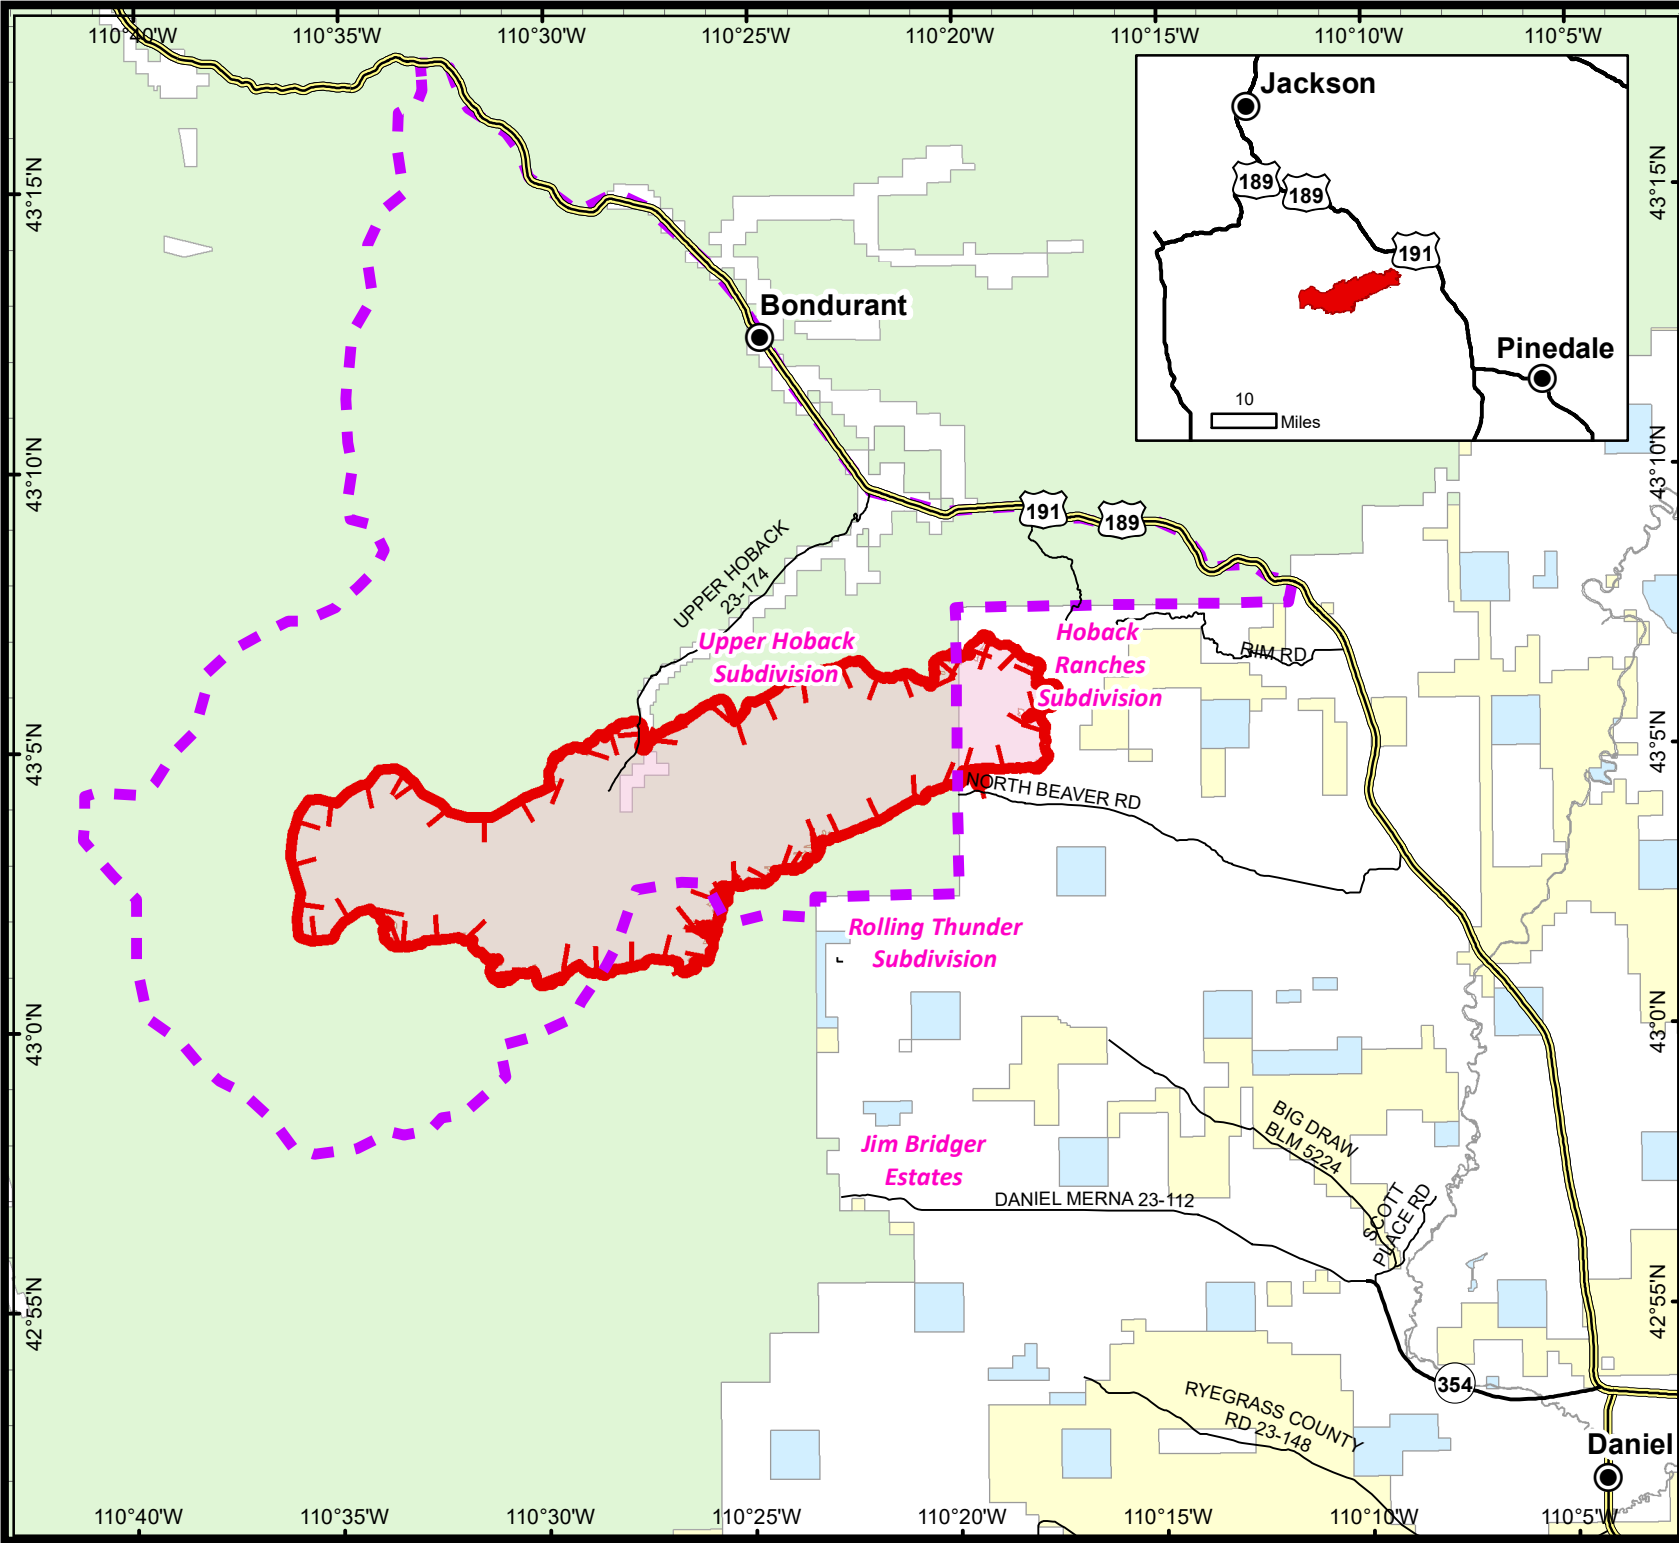 110°40'W
110°35'W
110°30'W
110°25'W
110°20'W
110°15'W
110°10'W
110°5'W
Jackson
189
189
191
Pinedale
10
Miles
43°15'N
43°15'N
Bondurant
43°10'N
43°10'N
191
189
UPPER HOBACK
23-174
Upper Hoback
Subdivision
Hoback
Ranches
Subdivision
RIM RD
43°5'N
43°5'N
NORTH BEAVER RD
Rolling Thunder
Subdivision
43°0'N
43°0'N
BIG DRAW
BLM 5224
Jim Bridger
Estates
DANIEL MERNA 23-112
SCOTT
PLACE RD
42°55'N
42°55'N
354
RYEGRASS COUNTY
RD 23-148
Daniel
110°40'W
110°35'W
110°30'W
110°25'W
110°20'W
110°15'W
110°10'W
110°5'W